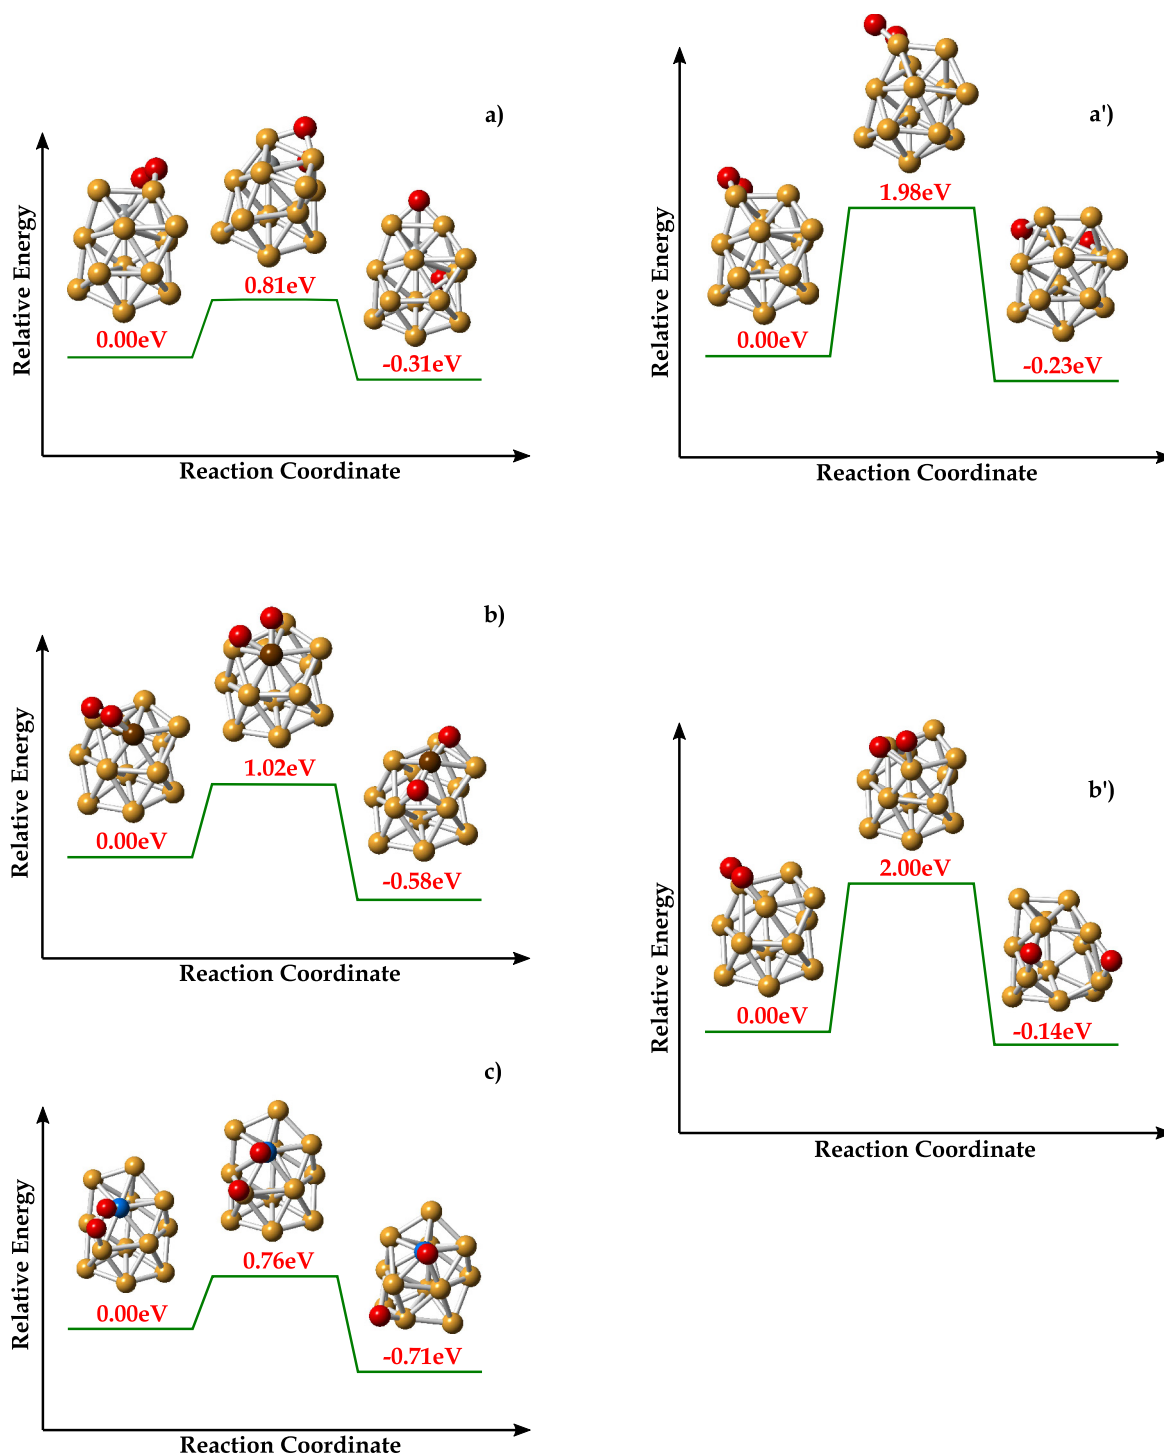 a)
Relative Energy
0.00eV
0.81eV
-0.31eV
Reaction Coordinate
a')
Relative Energy
0.00eV
1.98eV
-0.23eV
Reaction Coordinate
b)
Relative Energy
0.00eV
1.02eV
-0.58eV
Reaction Coordinate
b')
Relative Energy
0.00eV
2.00eV
-0.14eV
Reaction Coordinate
c)
Relative Energy
0.00eV
0.76eV
-0.71eV
Reaction Coordinate